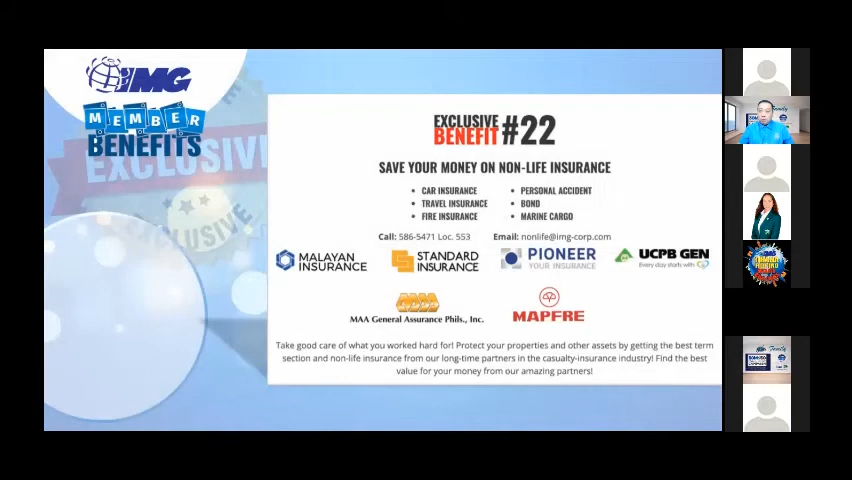 IMG
MEMBER
BENEFITS
EXCLUSIVE
EXCLUSIVE
EXCLUSIVE
BENEFIT #22
SAVE YOUR MONEY ON NON-LIFE INSURANCE
• CAR INSURANCE
• TRAVEL INSURANCE
• FIRE INSURANCE
• PERSONAL ACCIDENT
• BOND
• MARINE CARGO
Call: 586-5471 Loc. 553 Email: nonlife@img-corp.com
MALAYAN
INSURANCE
STANDARD
INSURANCE
PIONEER
YOUR INSURANCE
UCPB GEN
Every day starts with
MAA General Assurance Phils., Inc.
MAPFRE
Take good care of what you worked hard for! Protect your properties and other assets by getting the best term
section and non-life insurance from our long-time partners in the casualty-insurance industry! Find the best
value for your money from our amazing partners!
Family